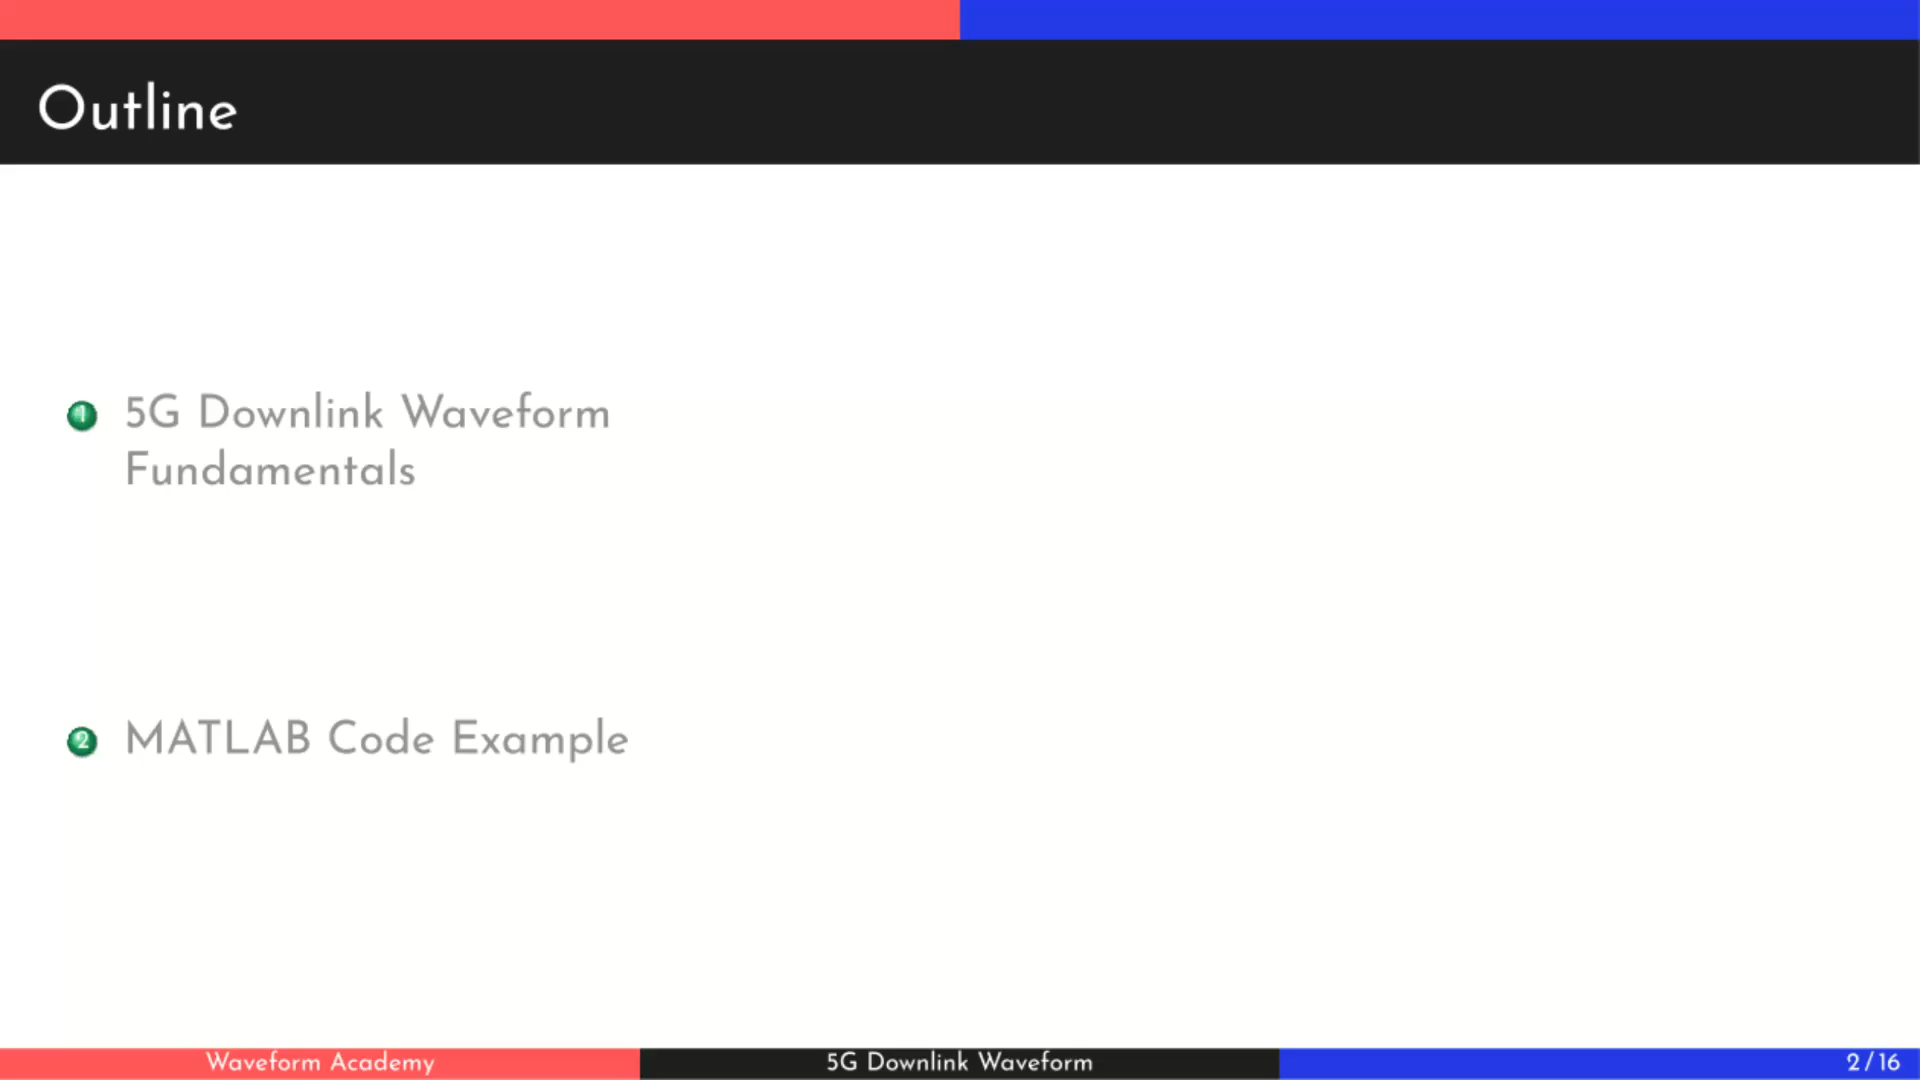 Outline
1 5G Downlink Waveform
Fundamentals
2 MATLAB Code Example
Waveform Academy
5G Downlink Waveform
2 / 16